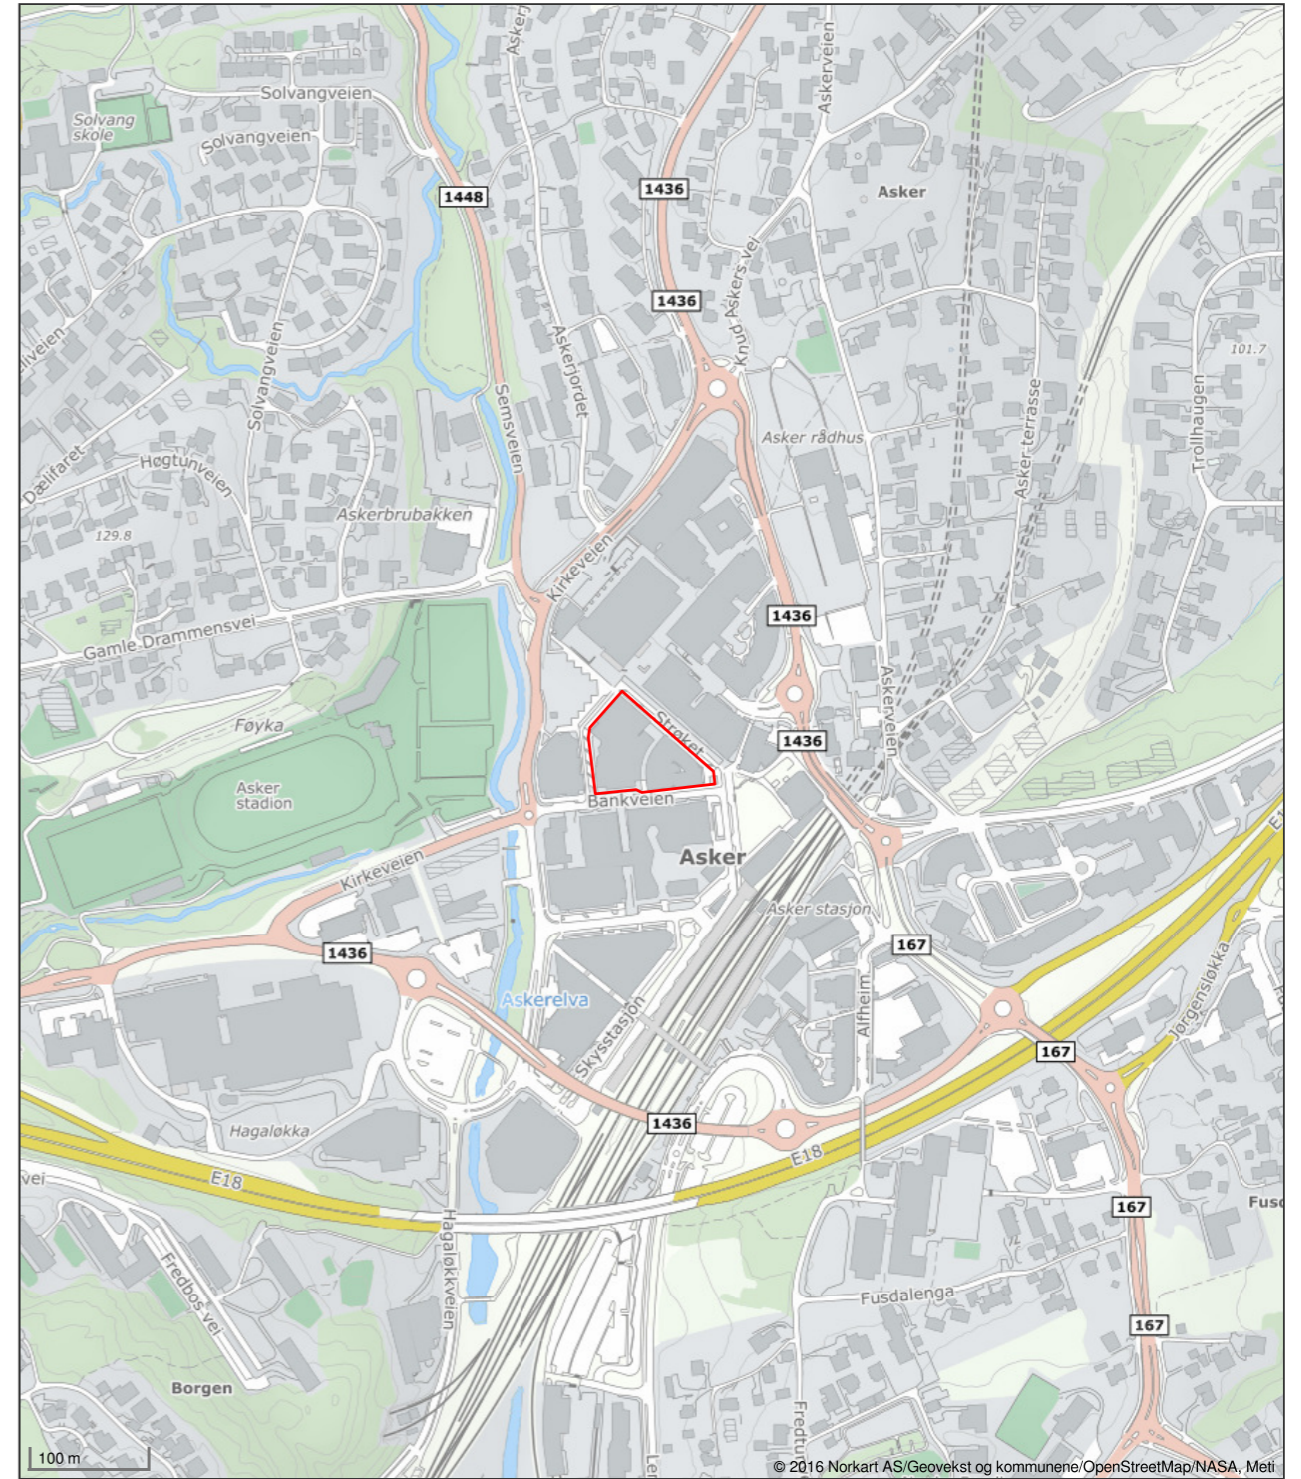 Solvangveien
Solvang
skole
Solvangveien
Askerveien
1448
1436
Asker
1436
Knud Askers vei
Askerjordet
Solvangveien
Semsveien
101.7
Trollhaugen
Asker terrasse
Asker rådhus
Dælifaret
Høgtunveien
Askerbrubakken
129.8
Kirkeveien
Gamle Drammensvei
1436
Askerveien
Føyka
Strøket
1436
Asker
stadion
Bankveien
Kirkeveien
Asker
Asker stasjon
1436
167
Askerelva
Skysstasjon
Alfheim
Jørgensløkka
167
1436
Hagaløkka
E18
E18
vei
167
Hagaløkkveien
Fredbos vei
Fusdalenga
167
Borgen
100 m
© 2016 Norkart AS/Geovekst og kommunene/OpenStreetMap/NASA, Meti